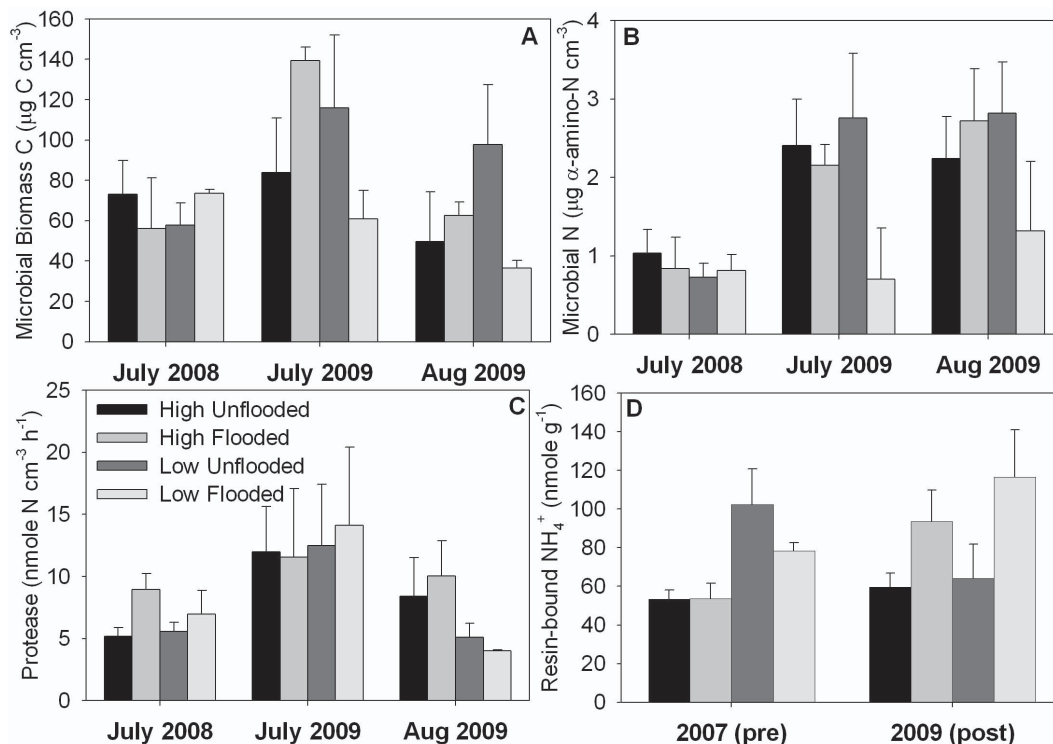 A
Microbial Biomass C (μg C cm⁻³)
160
140
120
100
80
60
40
20
0
July 2008
July 2009
Aug 2009
B
Microbial N (μg α-amino-N cm⁻³)
4
3
2
1
0
July 2008
July 2009
Aug 2009
C
Protease (nmole N cm⁻³ h⁻¹)
25
20
15
10
5
0
High Unflooded
High Flooded
Low Unflooded
Low Flooded
July 2008
July 2009
Aug 2009
D
Resin-bound NH₄⁺ (nmole g⁻¹)
160
140
120
100
80
60
40
20
0
2007 (pre)
2009 (post)